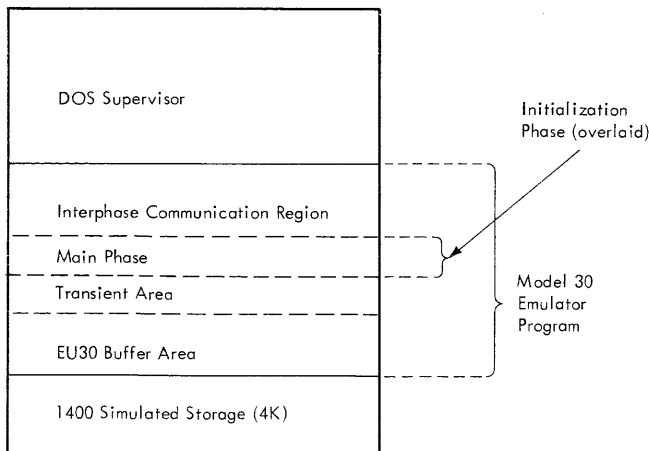 DOS Supervisor
Initialization
Phase (overlaid)
Interphase Communication Region
Main Phase
Transient Area
Model 30
Emulator
Program
EU30 Buffer Area
1400 Simulated Storage (4K)